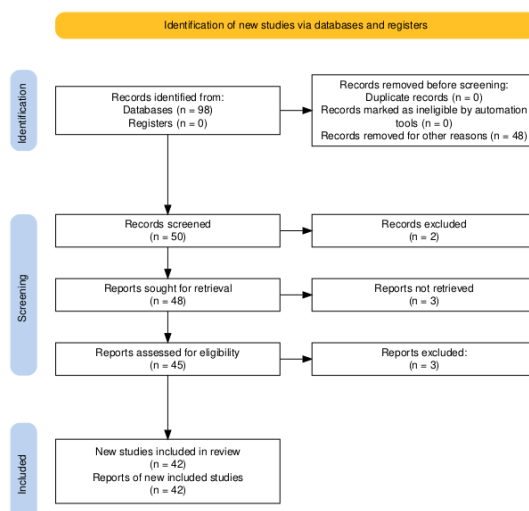 Identification of new studies via databases and registers
Identification
Records identified from:
Databases (n = 98)
Registers (n = 0)
Records removed before screening:
Duplicate records (n = 0)
Records marked as ineligible by automation
tools (n = 0)
Records removed for other reasons (n = 48)
Screening
Records screened
(n = 50)
Records excluded
(n = 2)
Reports sought for retrieval
(n = 48)
Reports not retrieved
(n = 3)
Reports assessed for eligibility
(n = 45)
Reports excluded:
(n = 3)
Included
New studies included in review
(n = 42)
Reports of new included studies
(n = 42)